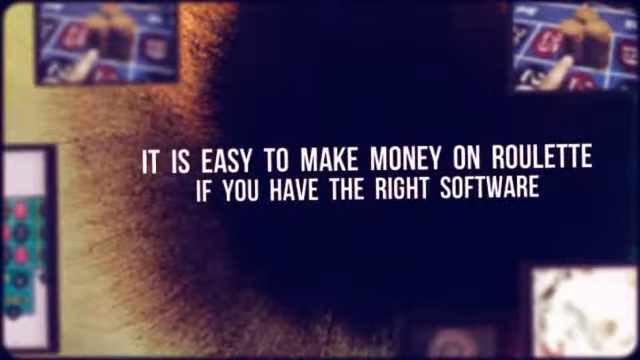 IT IS EASY TO MAKE MONEY ON ROULETTE
IF YOU HAVE THE RIGHT SOFTWARE